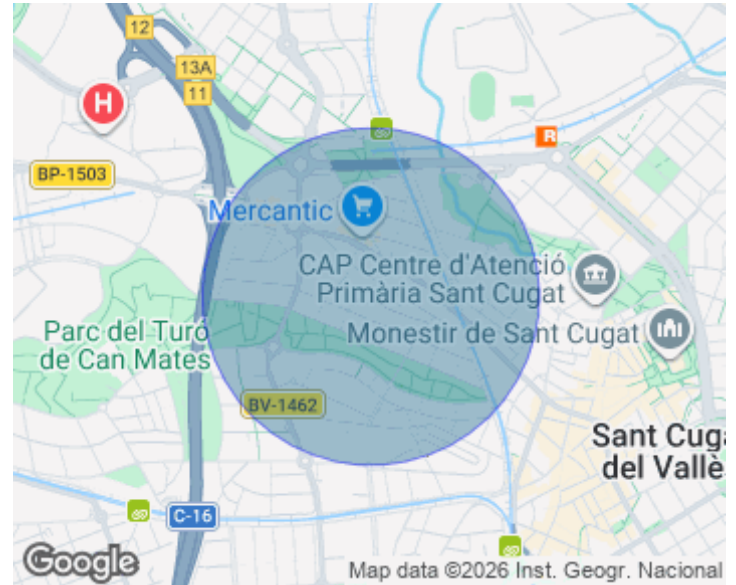 12
13A
11
H
R
BP-1503
Mercantic
CAP Centre d'Atenció
Primària Sant Cugat
Parc del Turó
de Can Mates
Monestir de Sant Cugat
BV-1462
Sant Cuga
del Vallè
C-16
Google
Map data ©2026 Inst. Geogr. Nacional